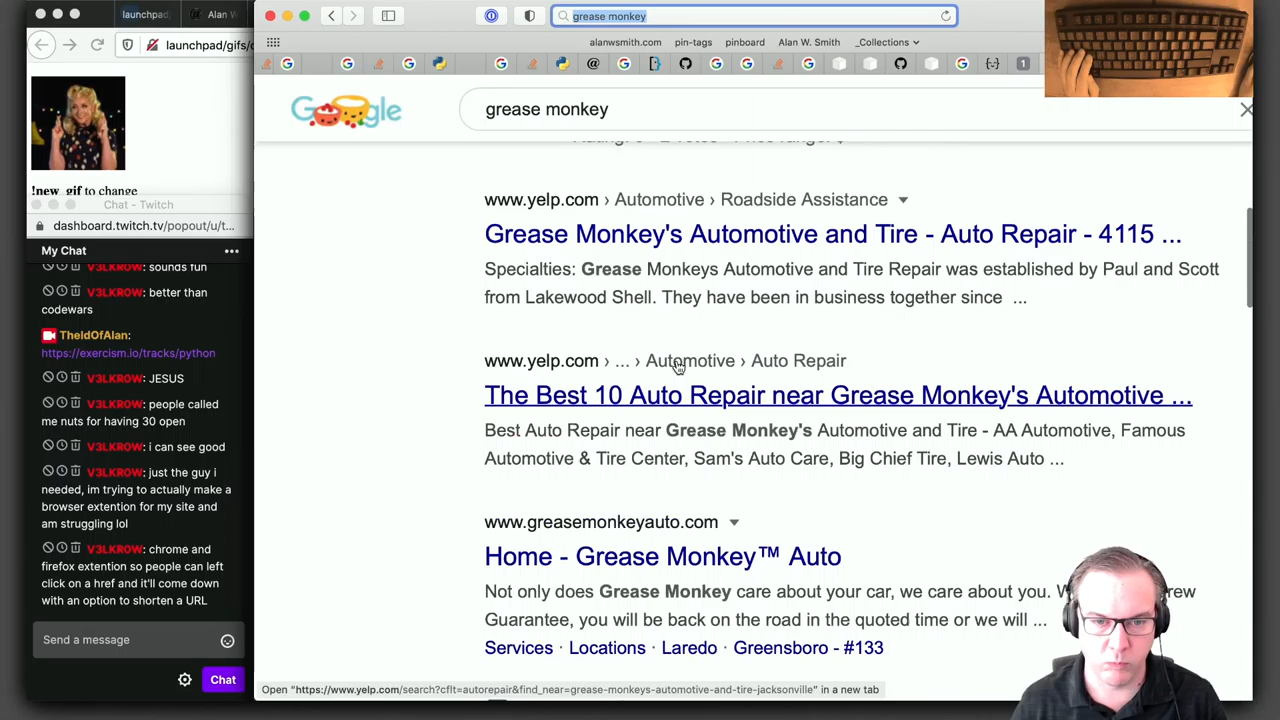 launchpad
Alan W
launchpad/gifs/
!new_gif to change
Chat - Twitch
dashboard.twitch.tv/popout/u/t...
My Chat
V3LKR0W: sounds fun
V3LKR0W: better than
codewars
TheIdOfAlan:
https://exercism.io/tracks/python
V3LKR0W: JESUS
V3LKR0W: people called
me nuts for having 30 open
V3LKR0W: i can see good
V3LKR0W: just the guy i
needed, im trying to actually make a
browser extention for my site and
am struggling lol
V3LKR0W: chrome and
firefox extention so people can left
click on a href and it'll come down
with an option to shorten a URL
Send a message
Chat
grease monkey
alanwsmith.com pin-tags pinboard Alan W. Smith _Collections
1
Google
grease monkey
www.yelp.com › Automotive › Roadside Assistance
Grease Monkey's Automotive and Tire - Auto Repair - 4115 ...
Specialties: Grease Monkeys Automotive and Tire Repair was established by Paul and Scott
from Lakewood Shell. They have been in business together since ...
www.yelp.com › ... › Automotive › Auto Repair
The Best 10 Auto Repair near Grease Monkey's Automotive ...
Best Auto Repair near Grease Monkey's Automotive and Tire - AA Automotive, Famous
Automotive & Tire Center, Sam's Auto Care, Big Chief Tire, Lewis Auto ...
www.greasemonkeyauto.com
Home - Grease Monkey™ Auto
Not only does Grease Monkey care about your car, we care about you.
Guarantee, you will be back on the road in the quoted time or we will ...
Services · Locations · Laredo · Greensboro - #133
Open "https://www.yelp.com/search?cflt=autorepair&find_near=grease-monkeys-automotive-and-tire-jacksonville" in a new tab